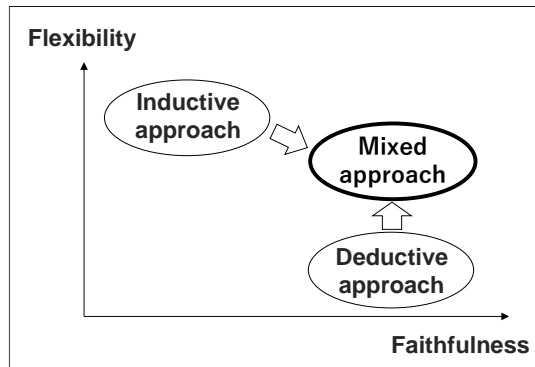 Flexibility
Inductive
approach
Mixed
approach
Deductive
approach
Faithfulness